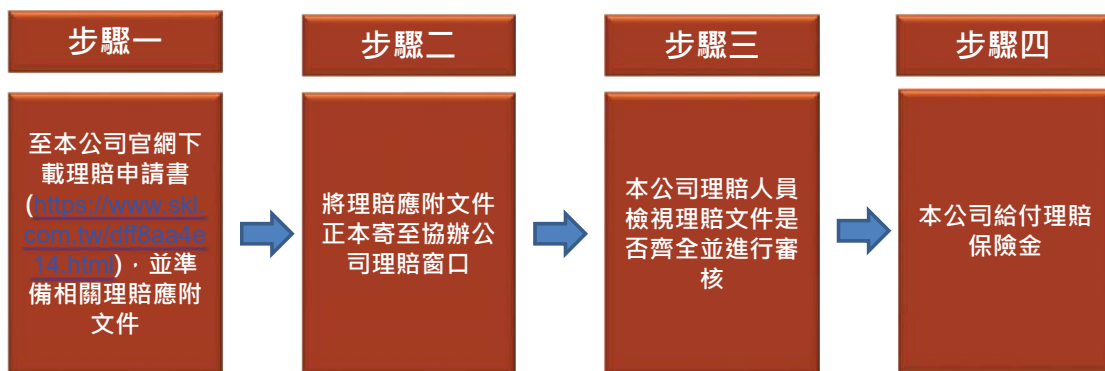 步驟一
至本公司官網下
載理賠申請書
(https://www.skl.
com.tw/dff8aa4e
14.html)，並準
備相關理賠應附
文件
步驟二
將理賠應附文件
正本寄至協辦公
司理賠窗口
步驟三
本公司理賠人員
檢視理賠文件是
否齊全並進行審
核
步驟四
本公司給付理賠
保險金